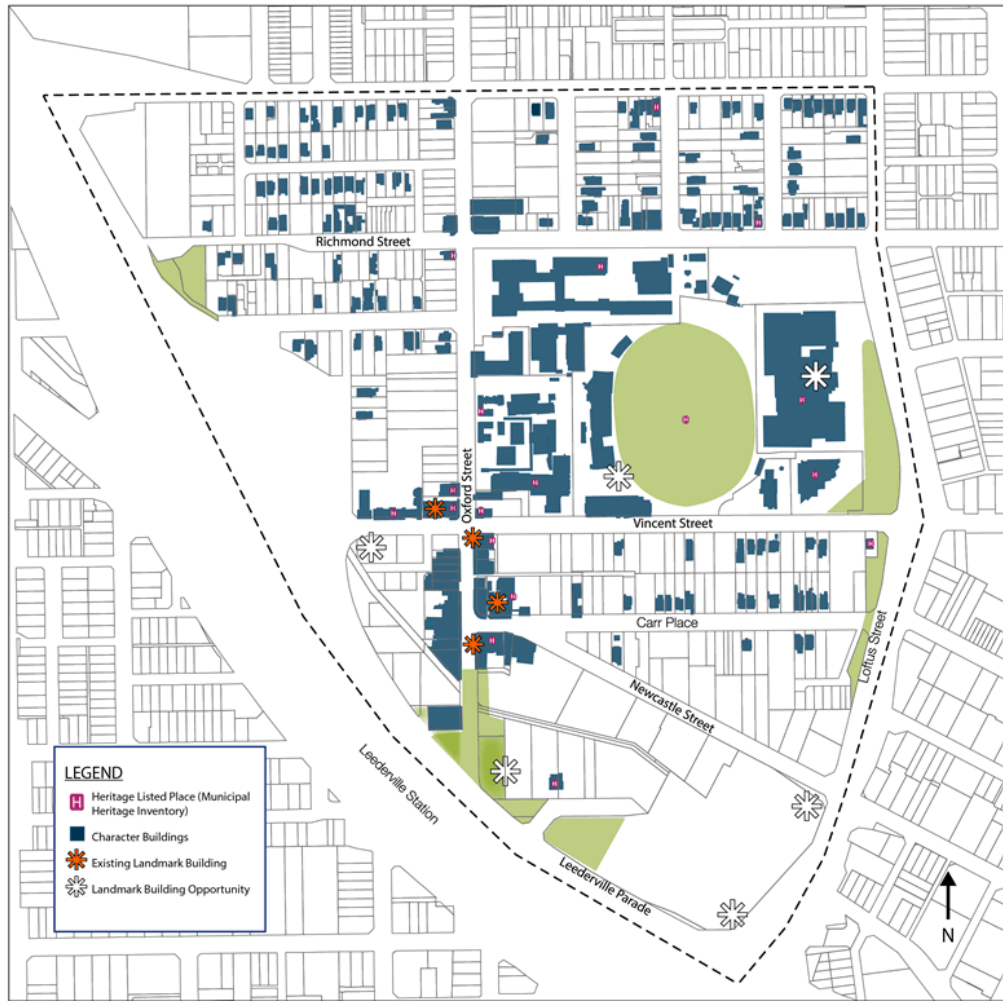 H
H
Richmond Street
H
H
H
H
H
H
Oxford Street
H
H
H
H
H
Vincent Street
H
H
H
Carr Place
H
Loftus Street
Newcastle Street
H
Leederville Station
Leederville Parade
LEGEND
H Heritage Listed Place (Municipal
Heritage Inventory)
Character Buildings
Existing Landmark Building
Landmark Building Opportunity
N